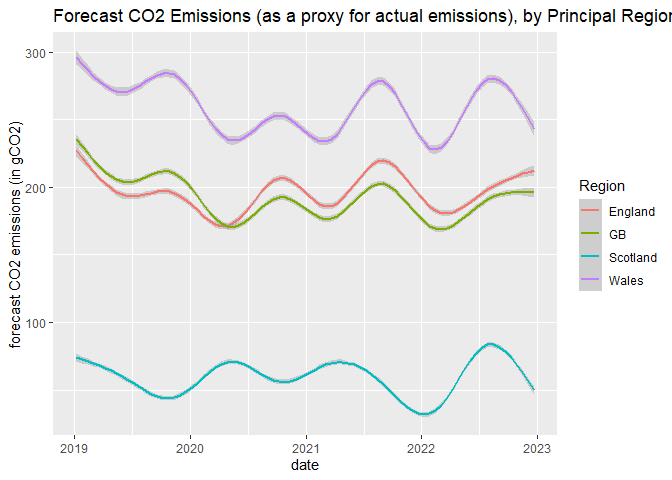 Forecast CO2 Emissions (as a proxy for actual emissions), by Principal Region
300
200
100
forecast CO2 emissions (in gCO2)
2019
2020
2021
2022
2023
date
Region
England
GB
Scotland
Wales